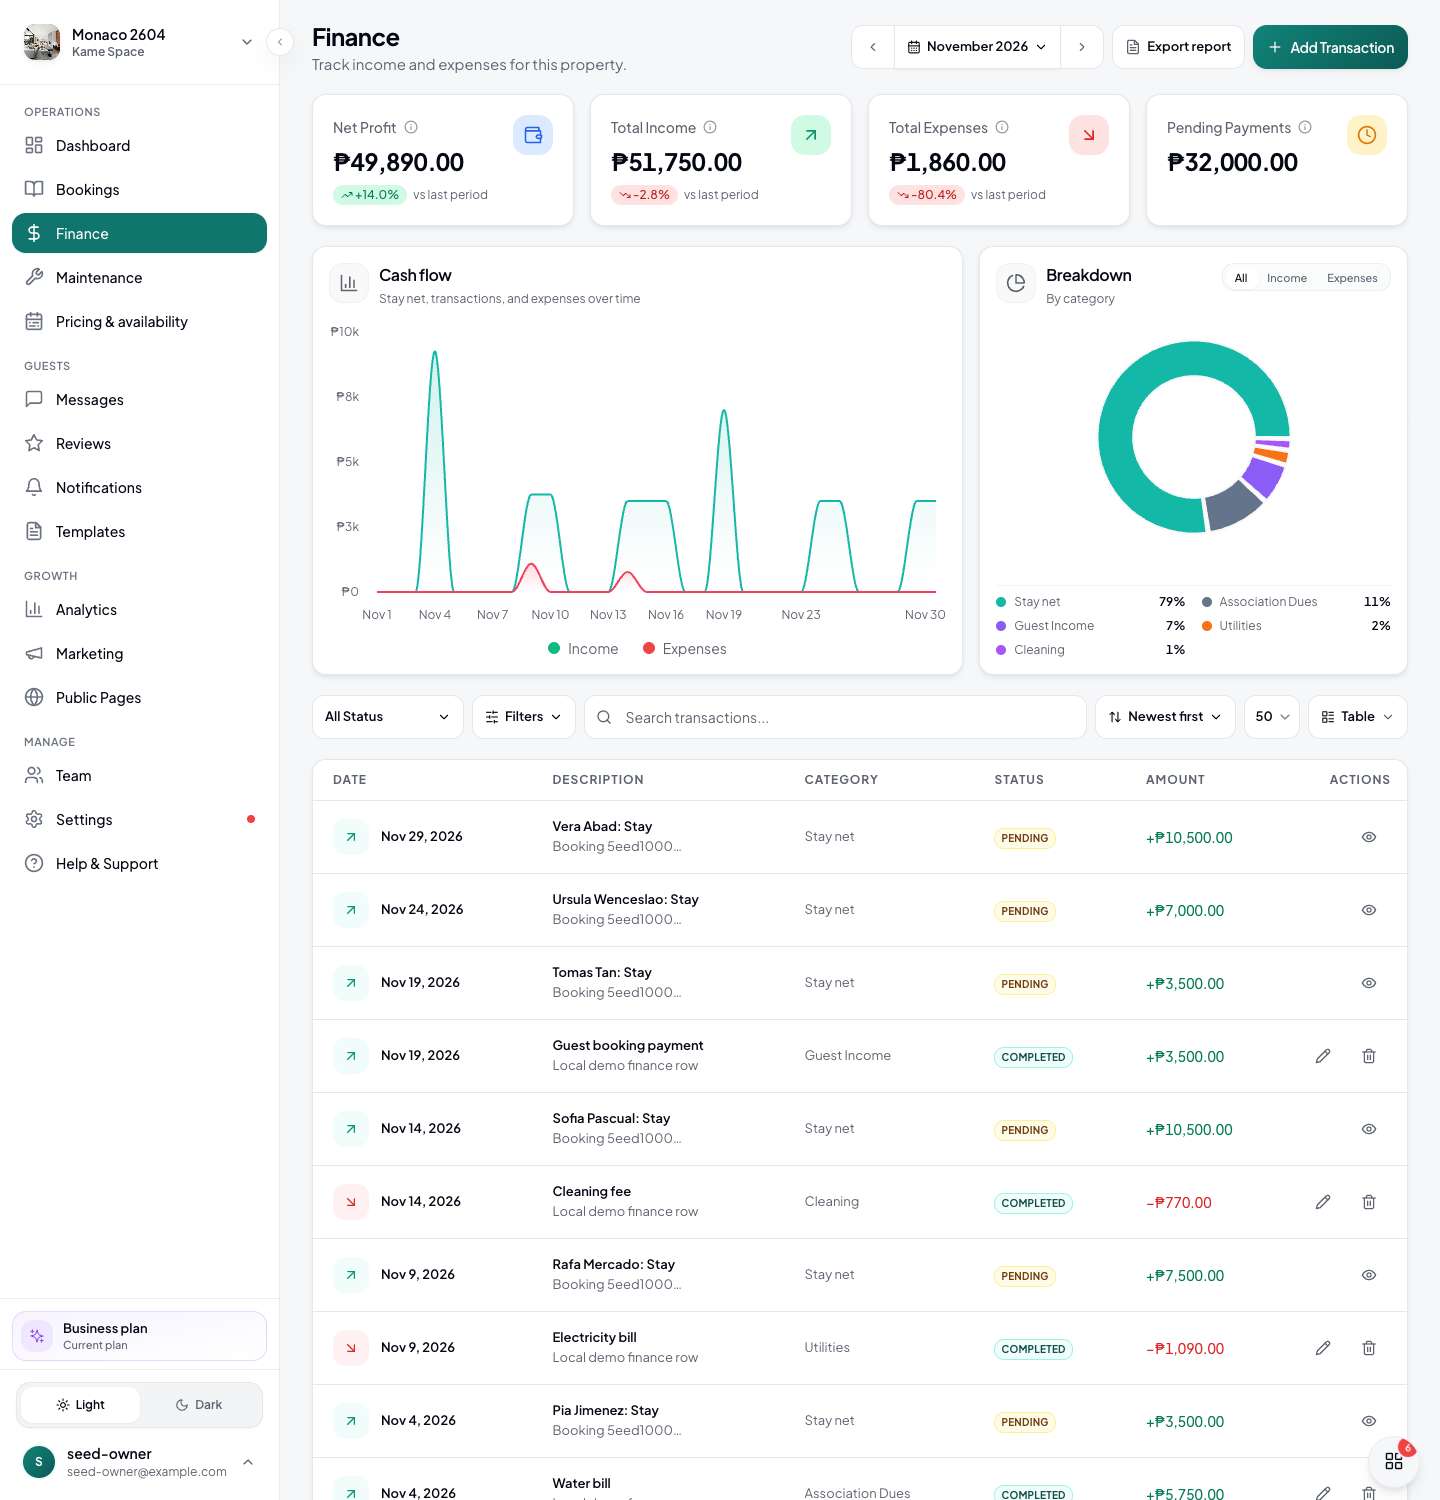 Monaco 2604
Kame Space
OPERATIONS
Dashboard
Bookings
Finance
Maintenance
Pricing & availability
GUESTS
Messages
Reviews
Notifications
Templates
GROWTH
Analytics
Marketing
Public Pages
MANAGE
Team
Settings
Help & Support
Business plan
Current plan
Light
Dark
S
seed-owner
seed-owner@example.com
Finance
Track income and expenses for this property.
November 2026
Export report
Add Transaction
Net Profit
₱49,890.00
+14.0% vs last period
Total Income
₱51,750.00
-2.8% vs last period
Total Expenses
₱1,860.00
-80.4% vs last period
Pending Payments
₱32,000.00
Cash flow
Stay net, transactions, and expenses over time
₱10k
₱8k
₱5k
₱3k
₱0
Nov 1 Nov 4 Nov 7 Nov 10 Nov 13 Nov 16 Nov 19 Nov 23 Nov 30
Income Expenses
Breakdown
By category
All Income Expenses
Stay net 79% Association Dues 11%
Guest Income 7% Utilities 2%
Cleaning 1%
All Status
Filters
Search transactions...
Newest first
50
Table
DATE DESCRIPTION CATEGORY STATUS AMOUNT ACTIONS
Nov 29, 2026 Vera Abad: Stay Stay net PENDING +₱10,500.00
Booking 5eed1000...
Nov 24, 2026 Ursula Wenceslao: Stay Stay net PENDING +₱7,000.00
Booking 5eed1000...
Nov 19, 2026 Tomas Tan: Stay Stay net PENDING +₱3,500.00
Booking 5eed1000...
Nov 19, 2026 Guest booking payment Guest Income COMPLETED +₱3,500.00
Local demo finance row
Nov 14, 2026 Sofia Pascual: Stay Stay net PENDING +₱10,500.00
Booking 5eed1000...
Nov 14, 2026 Cleaning fee Cleaning COMPLETED −₱770.00
Local demo finance row
Nov 9, 2026 Rafa Mercado: Stay Stay net PENDING +₱7,500.00
Booking 5eed1000...
Nov 9, 2026 Electricity bill Utilities COMPLETED −₱1,090.00
Local demo finance row
Nov 4, 2026 Pia Jimenez: Stay Stay net PENDING +₱3,500.00
Booking 5eed1000...
Nov 4, 2026 Water bill Association Dues COMPLETED +₱5,750.00
6